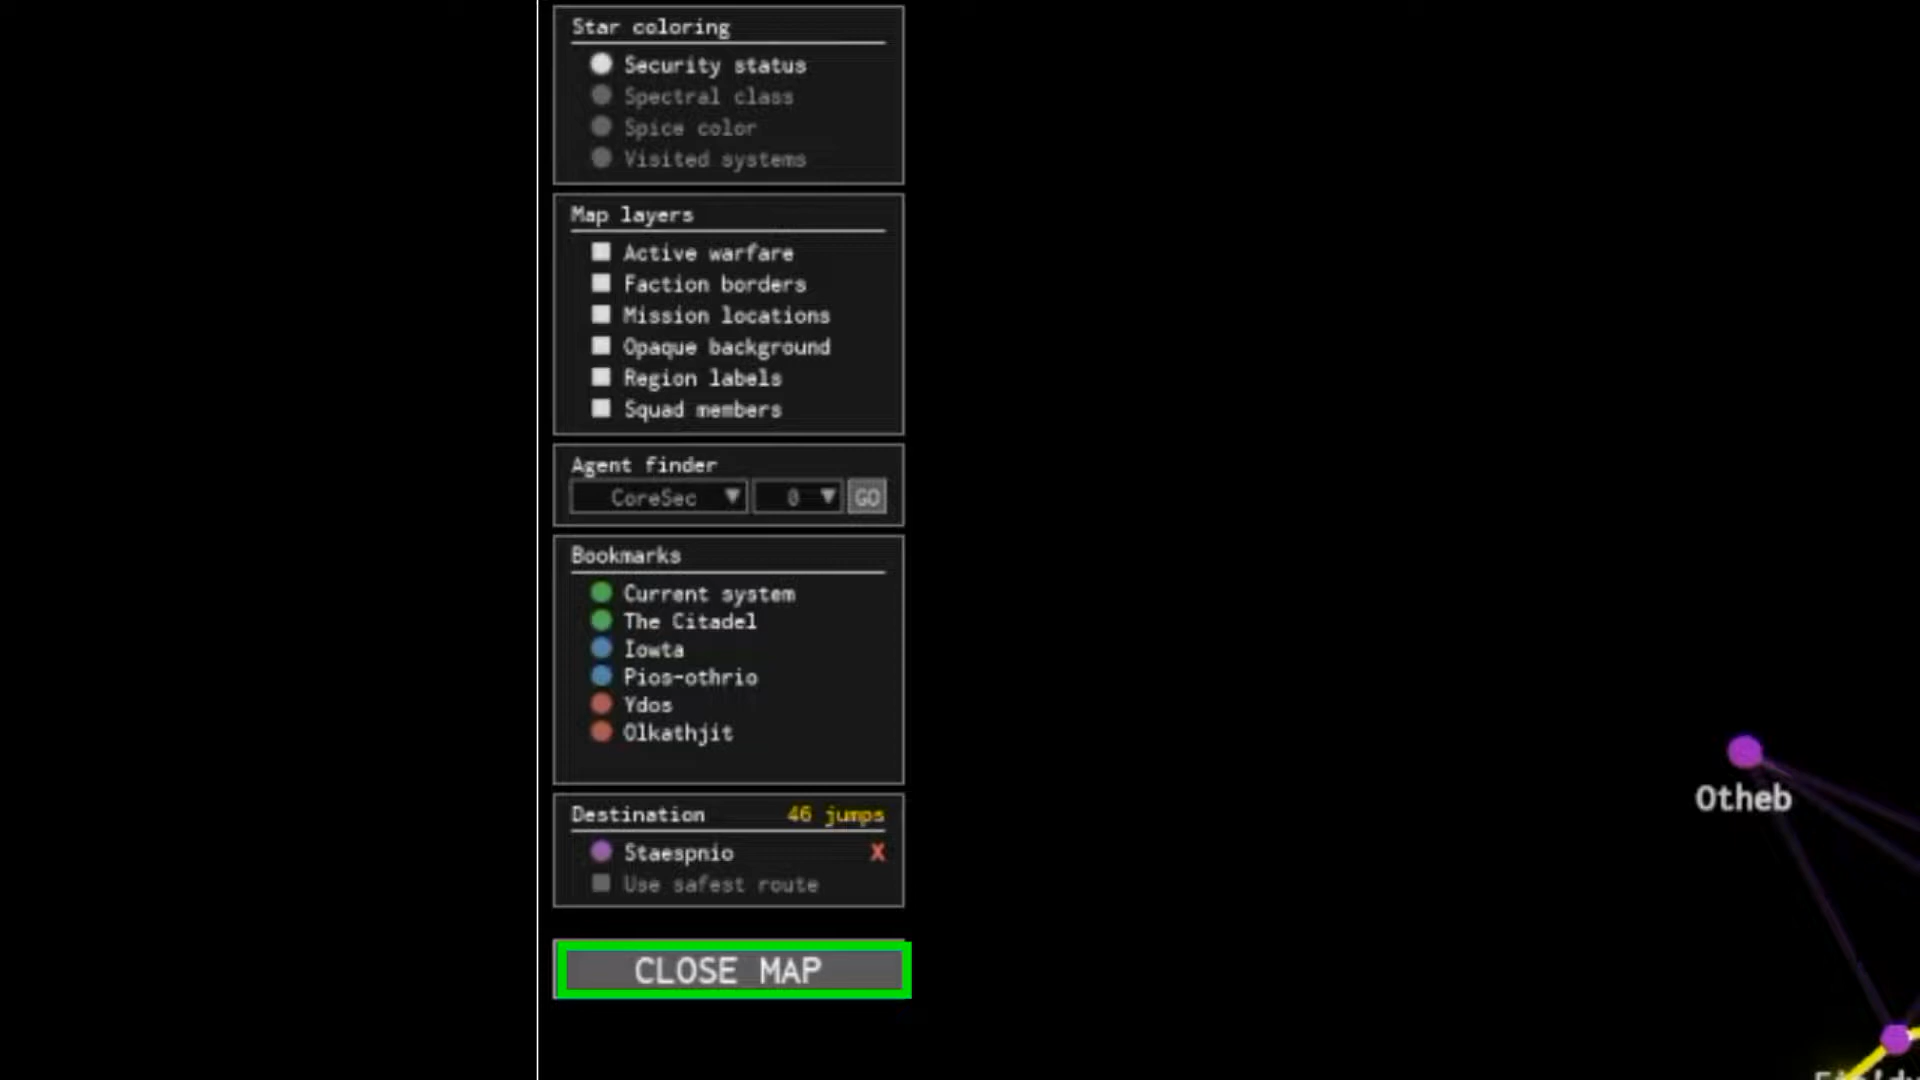 Star coloring
Security status
Spectral class
Spice color
Visited systems
Map layers
Active warfare
Faction borders
Mission locations
Opaque background
Region labels
Squad members
Agent finder
CoreSec ▼ 0 ▼ GO
Bookmarks
Current system
The Citadel
Iowta
Pios-othrio
Ydos
Olkathjit
Destination 46 jumps
Staespnio X
Use safest route
CLOSE MAP
Otheb